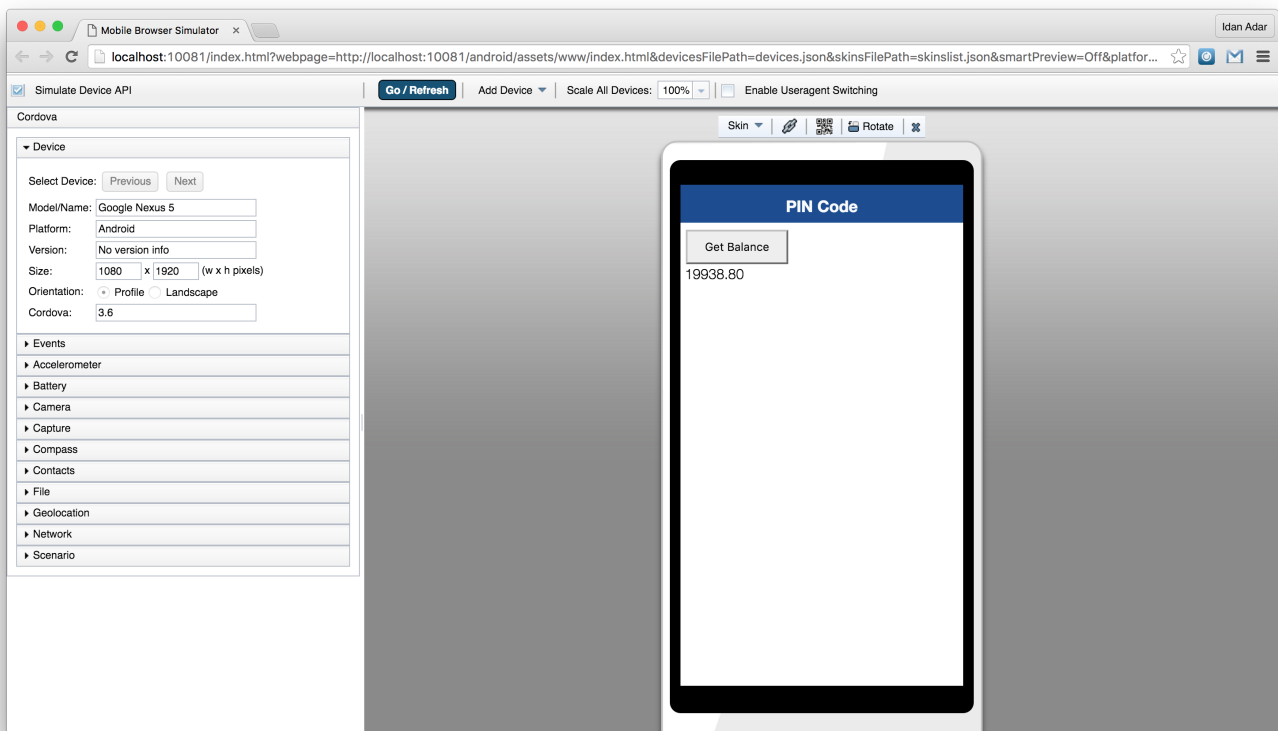 Mobile Browser Simulator ×
Idan Adar
localhost:10081/index.html?webpage=http://localhost:10081/android/assets/www/index.html&devicesFilePath=devices.json&skinsFilePath=skinslist.json&smartPreview=Off&platfor...
Simulate Device API
Go / Refresh Add Device Scale All Devices: 100% Enable Useragent Switching
Cordova
Skin Rotate
Device
Select Device: Previous Next
Model/Name: Google Nexus 5
Platform: Android
Version: No version info
Size: 1080 x 1920 (w x h pixels)
Orientation: Profile Landscape
Cordova: 3.6
Events
Accelerometer
Battery
Camera
Capture
Compass
Contacts
File
Geolocation
Network
Scenario
PIN Code
Get Balance
19938.80